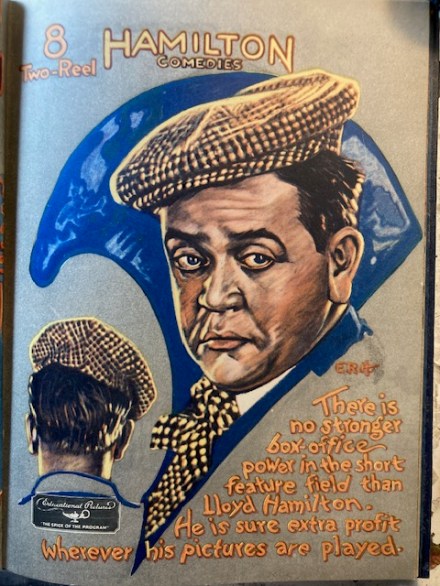 8
Two-Reel
HAMILTON
COMEDIES
There is
no stronger
box-office
power in the short
feature field than
Lloyd Hamilton.
He is sure extra profit
wherever his pictures are played.
Educational Pictures
"THE SPICE OF THE PROGRAM"